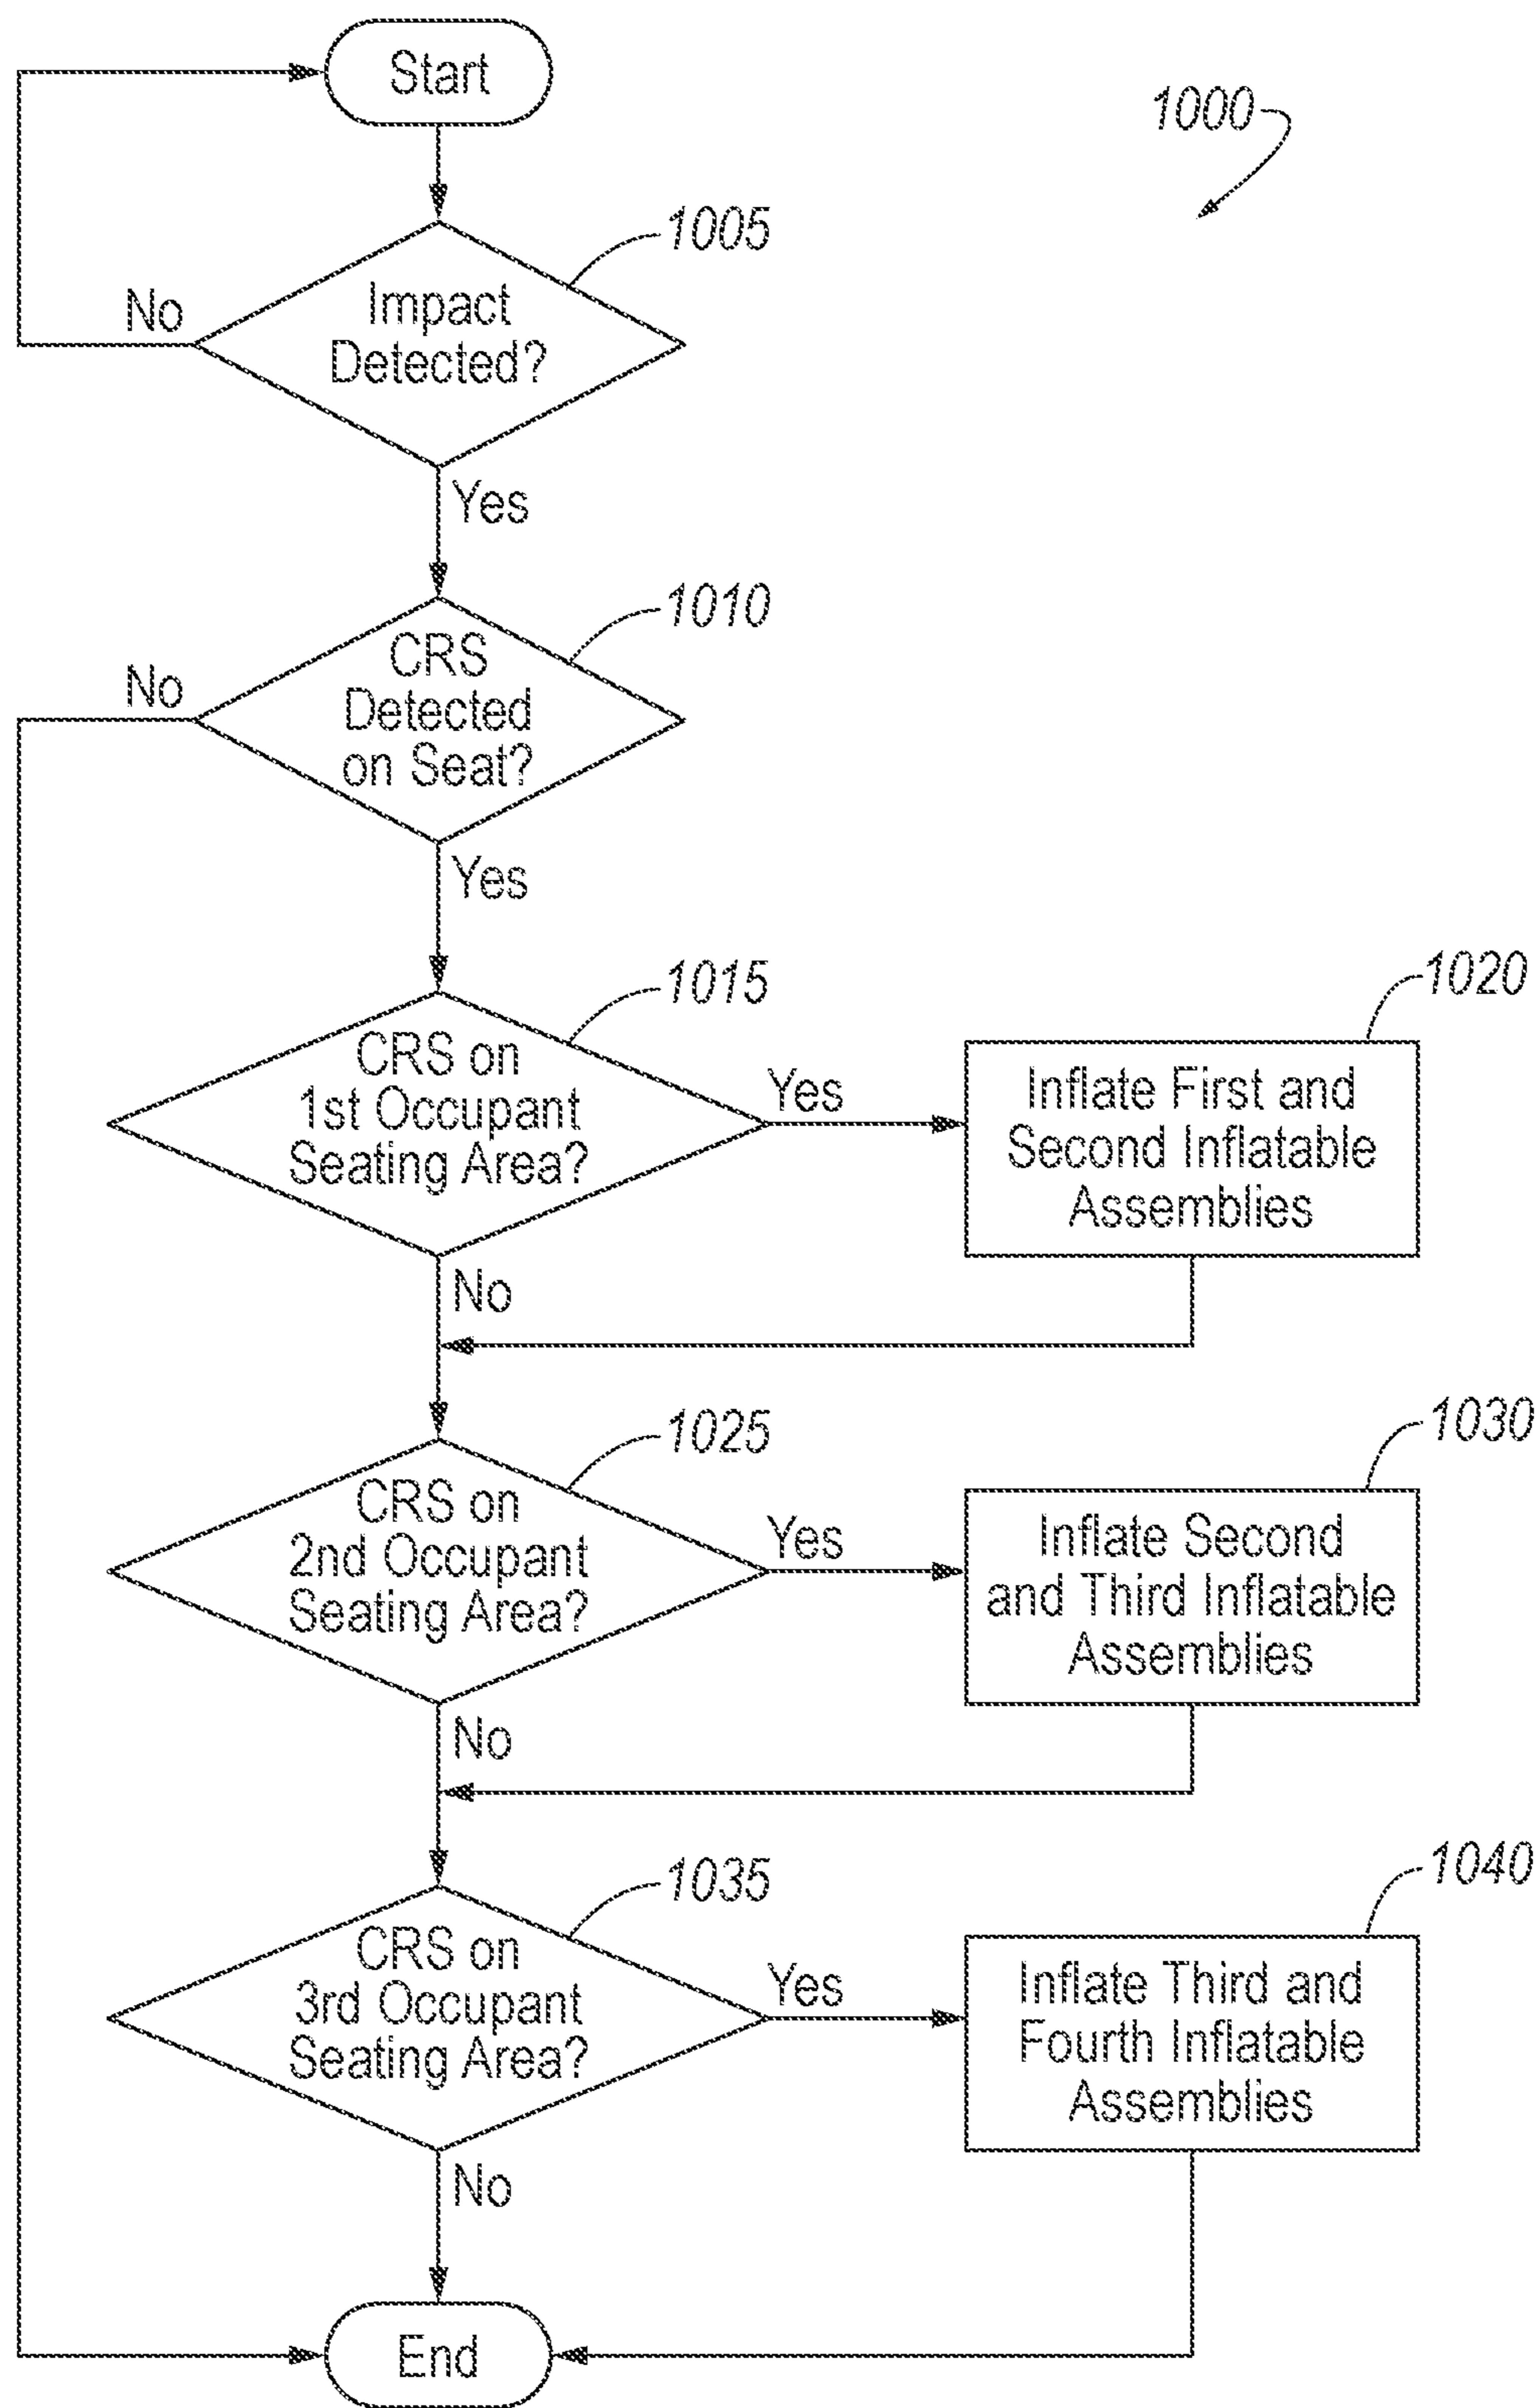 Start
1000
1005
Impact
Detected?
No
Yes
1010
CRS
Detected
on Seat?
No
Yes
1015
CRS on
1st Occupant
Seating Area?
Yes
1020
Inflate First and
Second Inflatable
Assemblies
No
1025
CRS on
2nd Occupant
Seating Area?
Yes
1030
Inflate Second
and Third Inflatable
Assemblies
No
1035
CRS on
3rd Occupant
Seating Area?
Yes
1040
Inflate Third and
Fourth Inflatable
Assemblies
No
End